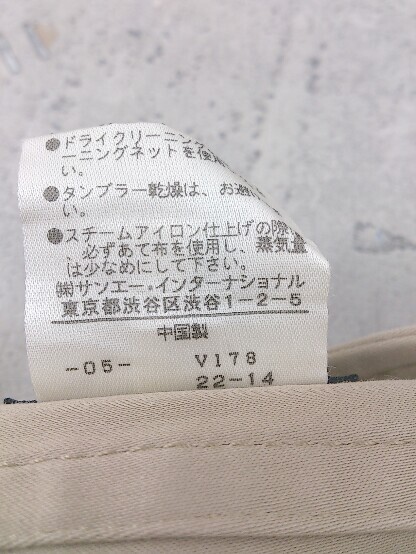 ●ドライクリーニング
ーニングネットを使用
い。
●タンブラー乾燥は、お避
い。
●スチームアイロン仕上げの際
必ずあて布を使用し、蒸気量
は少なめにして下さい。
㈱サンエー・インターナショナル
東京都渋谷区渋谷1-2-5
中国製
-05- V178
22-14